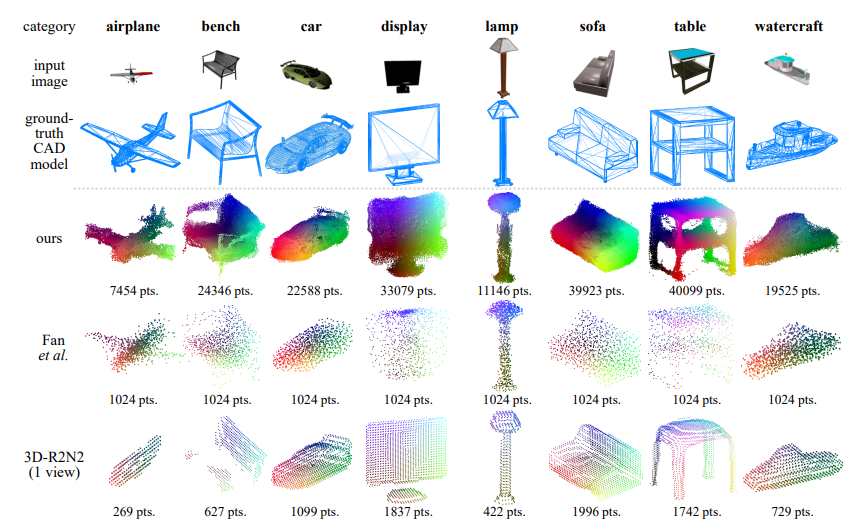 category airplane bench car display lamp sofa table watercraft
input
image
ground-
truth
CAD
model
ours
7454 pts. 24346 pts. 22588 pts. 33079 pts. 11146 pts. 39923 pts. 40099 pts. 19525 pts.
Fan
et al.
1024 pts. 1024 pts. 1024 pts. 1024 pts. 1024 pts. 1024 pts. 1024 pts. 1024 pts.
3D-R2N2
(1 view)
269 pts. 627 pts. 1099 pts. 1837 pts. 422 pts. 1996 pts. 1742 pts. 729 pts.